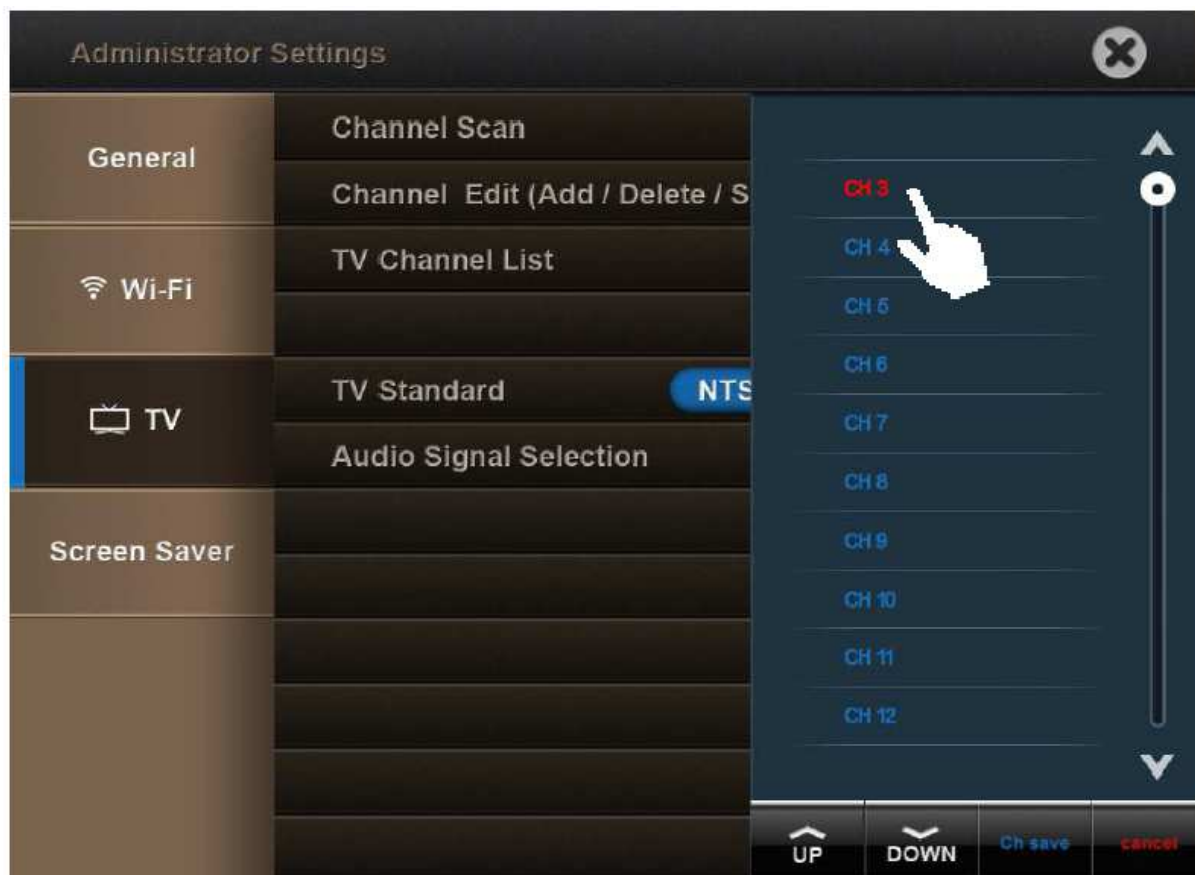 Administrator Settings
General
Wi-Fi
TV
Screen Saver
Channel Scan
Channel Edit (Add / Delete / S
TV Channel List
TV Standard NTS
Audio Signal Selection
CH 3
CH 4
CH 5
CH 6
CH 7
CH 8
CH 9
CH 10
CH 11
CH 12
UP DOWN Ch save cancel